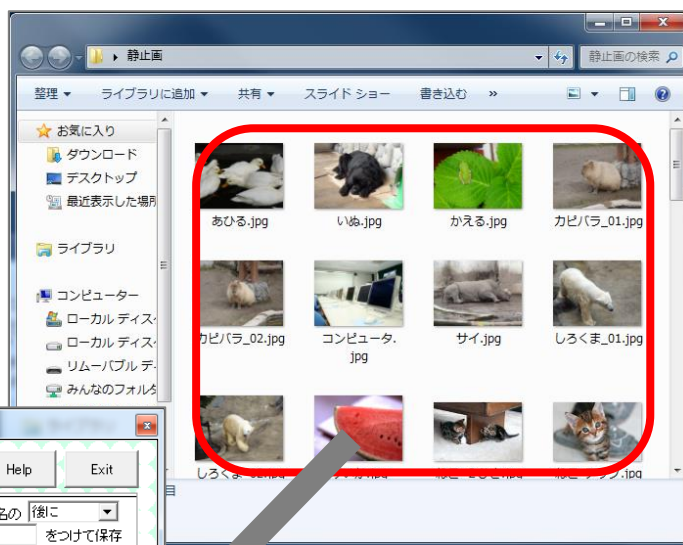 静止画
静止画の検索
整理 ▼ ライブラリに追加 ▼ 共有 ▼ スライド ショー 書き込む »
お気に入り
ダウンロード
デスクトップ
最近表示した場所
ライブラリ
コンピューター
ローカル ディス
ローカル ディス
リムーバブル デ
みんなのフォルダ
あひる.jpg いぬ.jpg かえる.jpg カピバラ_01.jpg
カピバラ_02.jpg コンピュータ. サイ.jpg しろくま_01.jpg
jpg
Help Exit
名の 後に
をつけて保存